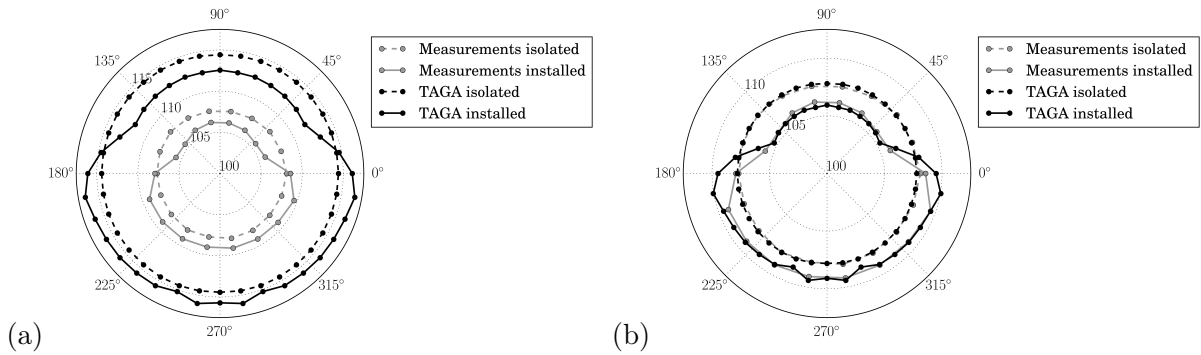 90°
135°
45°
115
110
105
100
180°
0°
225°
315°
270°
Measurements isolated
Measurements installed
TAGA isolated
TAGA installed
(a)
90°
135°
45°
110
105
100
180°
0°
225°
315°
270°
Measurements isolated
Measurements installed
TAGA isolated
TAGA installed
(b)